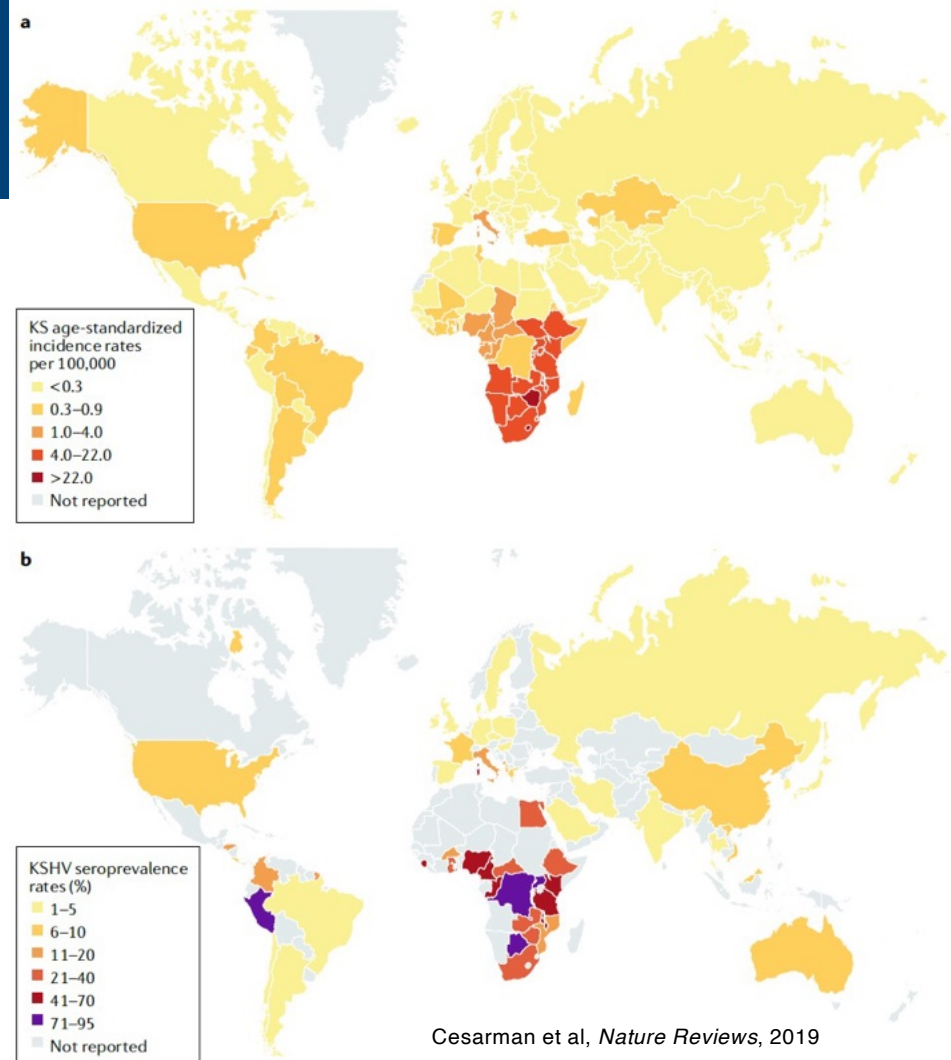 a
KS age-standardized
incidence rates
per 100,000
<0.3
0.3–0.9
1.0–4.0
4.0–22.0
>22.0
Not reported
b
KSHV seroprevalence
rates (%)
1–5
6–10
11–20
21–40
41–70
71–95
Not reported
Cesarman et al, Nature Reviews, 2019